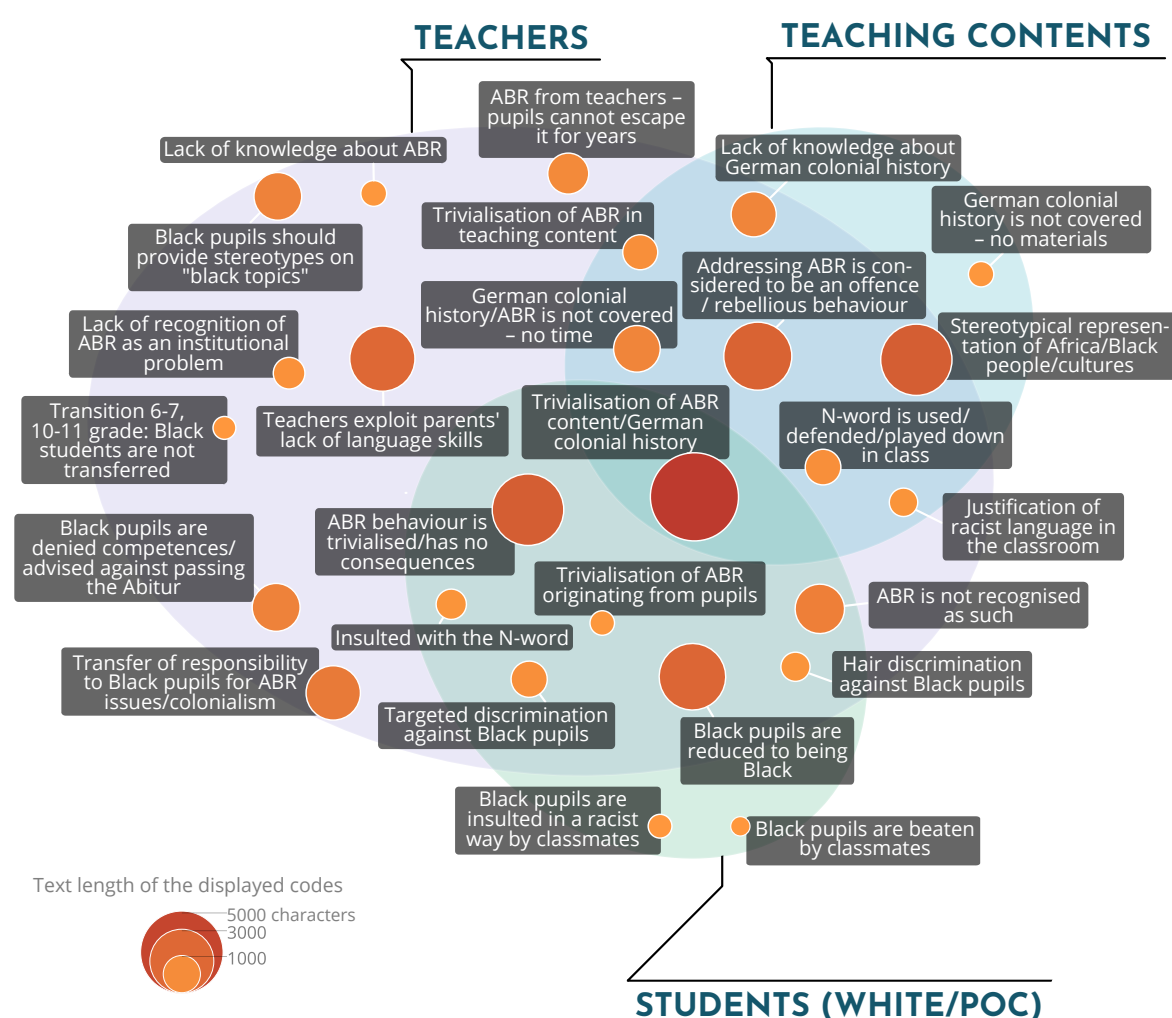 TEACHERS
TEACHING CONTENTS
ABR from teachers –
pupils cannot escape
it for years
Lack of knowledge about ABR
Lack of knowledge about
German colonial history
German colonial
history is not covered
– no materials
Trivialisation of ABR in
teaching content
Black pupils should
provide stereotypes on
"black topics"
Addressing ABR is con-
sidered to be an offence
/ rebellious behaviour
German colonial
history/ABR is not covered
– no time
Lack of recognition of
ABR as an institutional
problem
Stereotypical represen-
tation of Africa/Black
people/cultures
Trivialisation of ABR
content/German
colonial history
Transition 6-7,
10-11 grade: Black
students are not
transferred
Teachers exploit parents'
lack of language skills
N-word is used/
defended/played down
in class
Justification of
racist language in
the classroom
ABR behaviour is
trivialised/has no
consequences
Black pupils are
denied competences/
advised against passing
the Abitur
Trivialisation of ABR
originating from pupils
ABR is not recognised
as such
Insulted with the N-word
Transfer of responsibility
to Black pupils for ABR
issues/colonialism
Hair discrimination
against Black pupils
Targeted discrimination
against Black pupils
Black pupils are
reduced to being
Black
Black pupils are
insulted in a racist
way by classmates
Black pupils are beaten
by classmates
Text length of the displayed codes
5000 characters
3000
1000
STUDENTS (WHITE/POC)